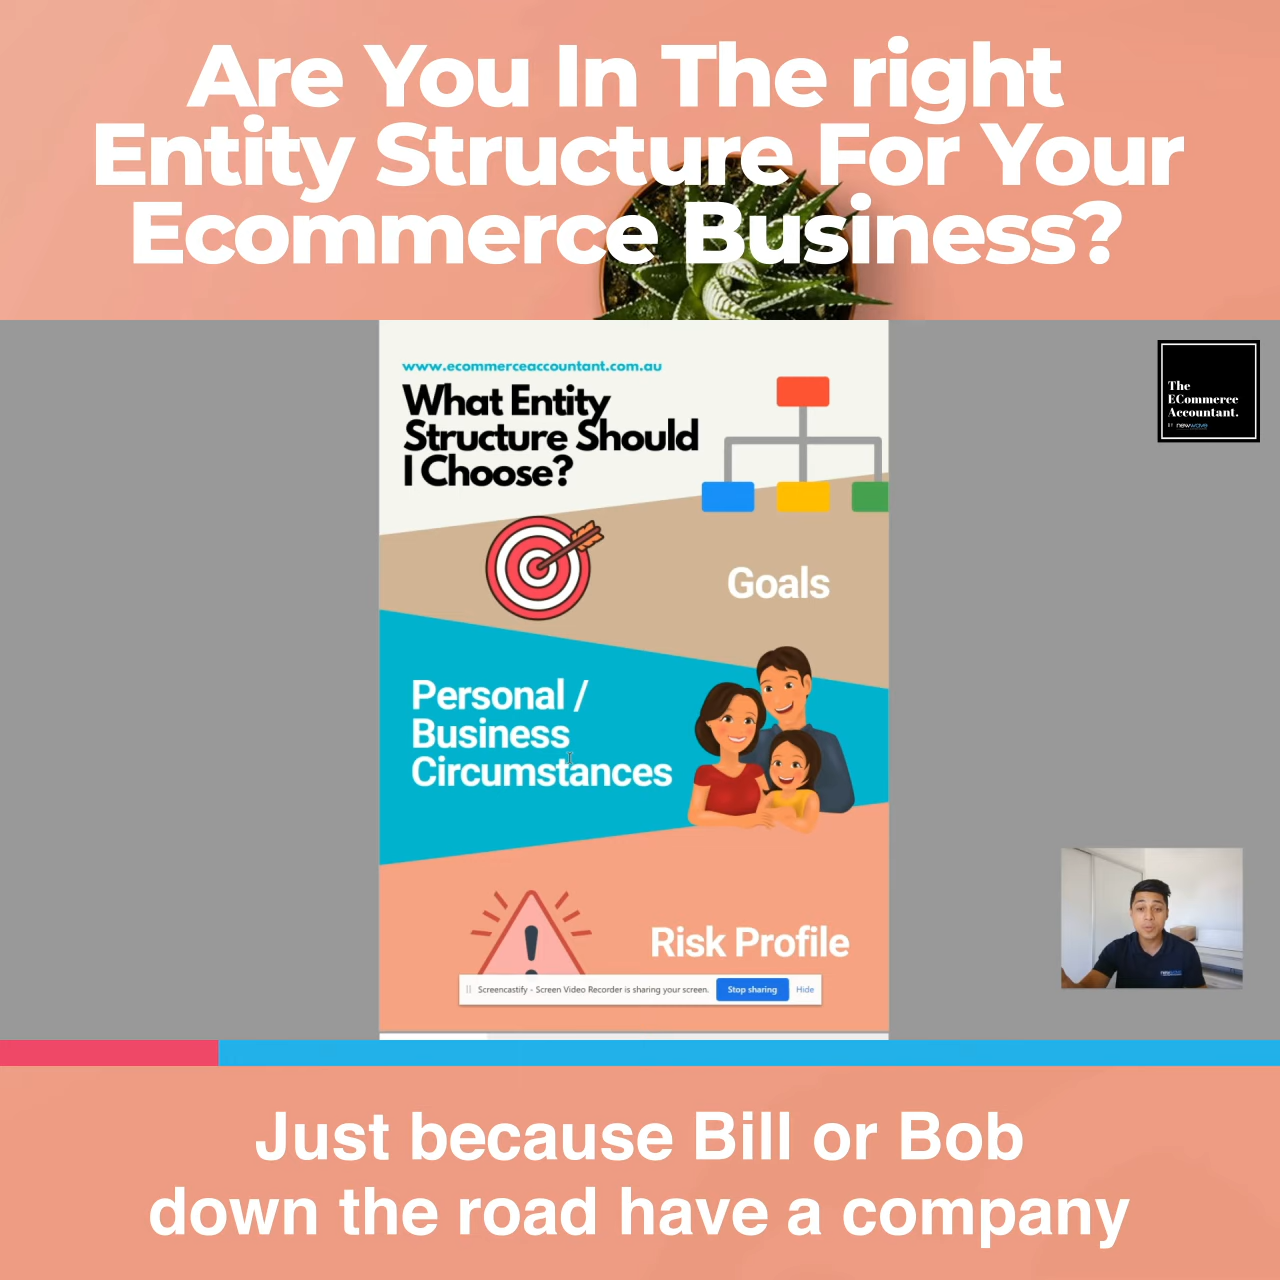 Are You In The right
Entity Structure For Your
Ecommerce Business?
www.ecommerceaccountant.com.au
What Entity
Structure Should
I Choose?
The
ECommerce
Accountant.
BY newwave
Goals
Personal /
Business
Circumstances
Risk Profile
Screencastify - Screen Video Recorder is sharing your screen.
Stop sharing
Hide
Just because Bill or Bob
down the road have a company